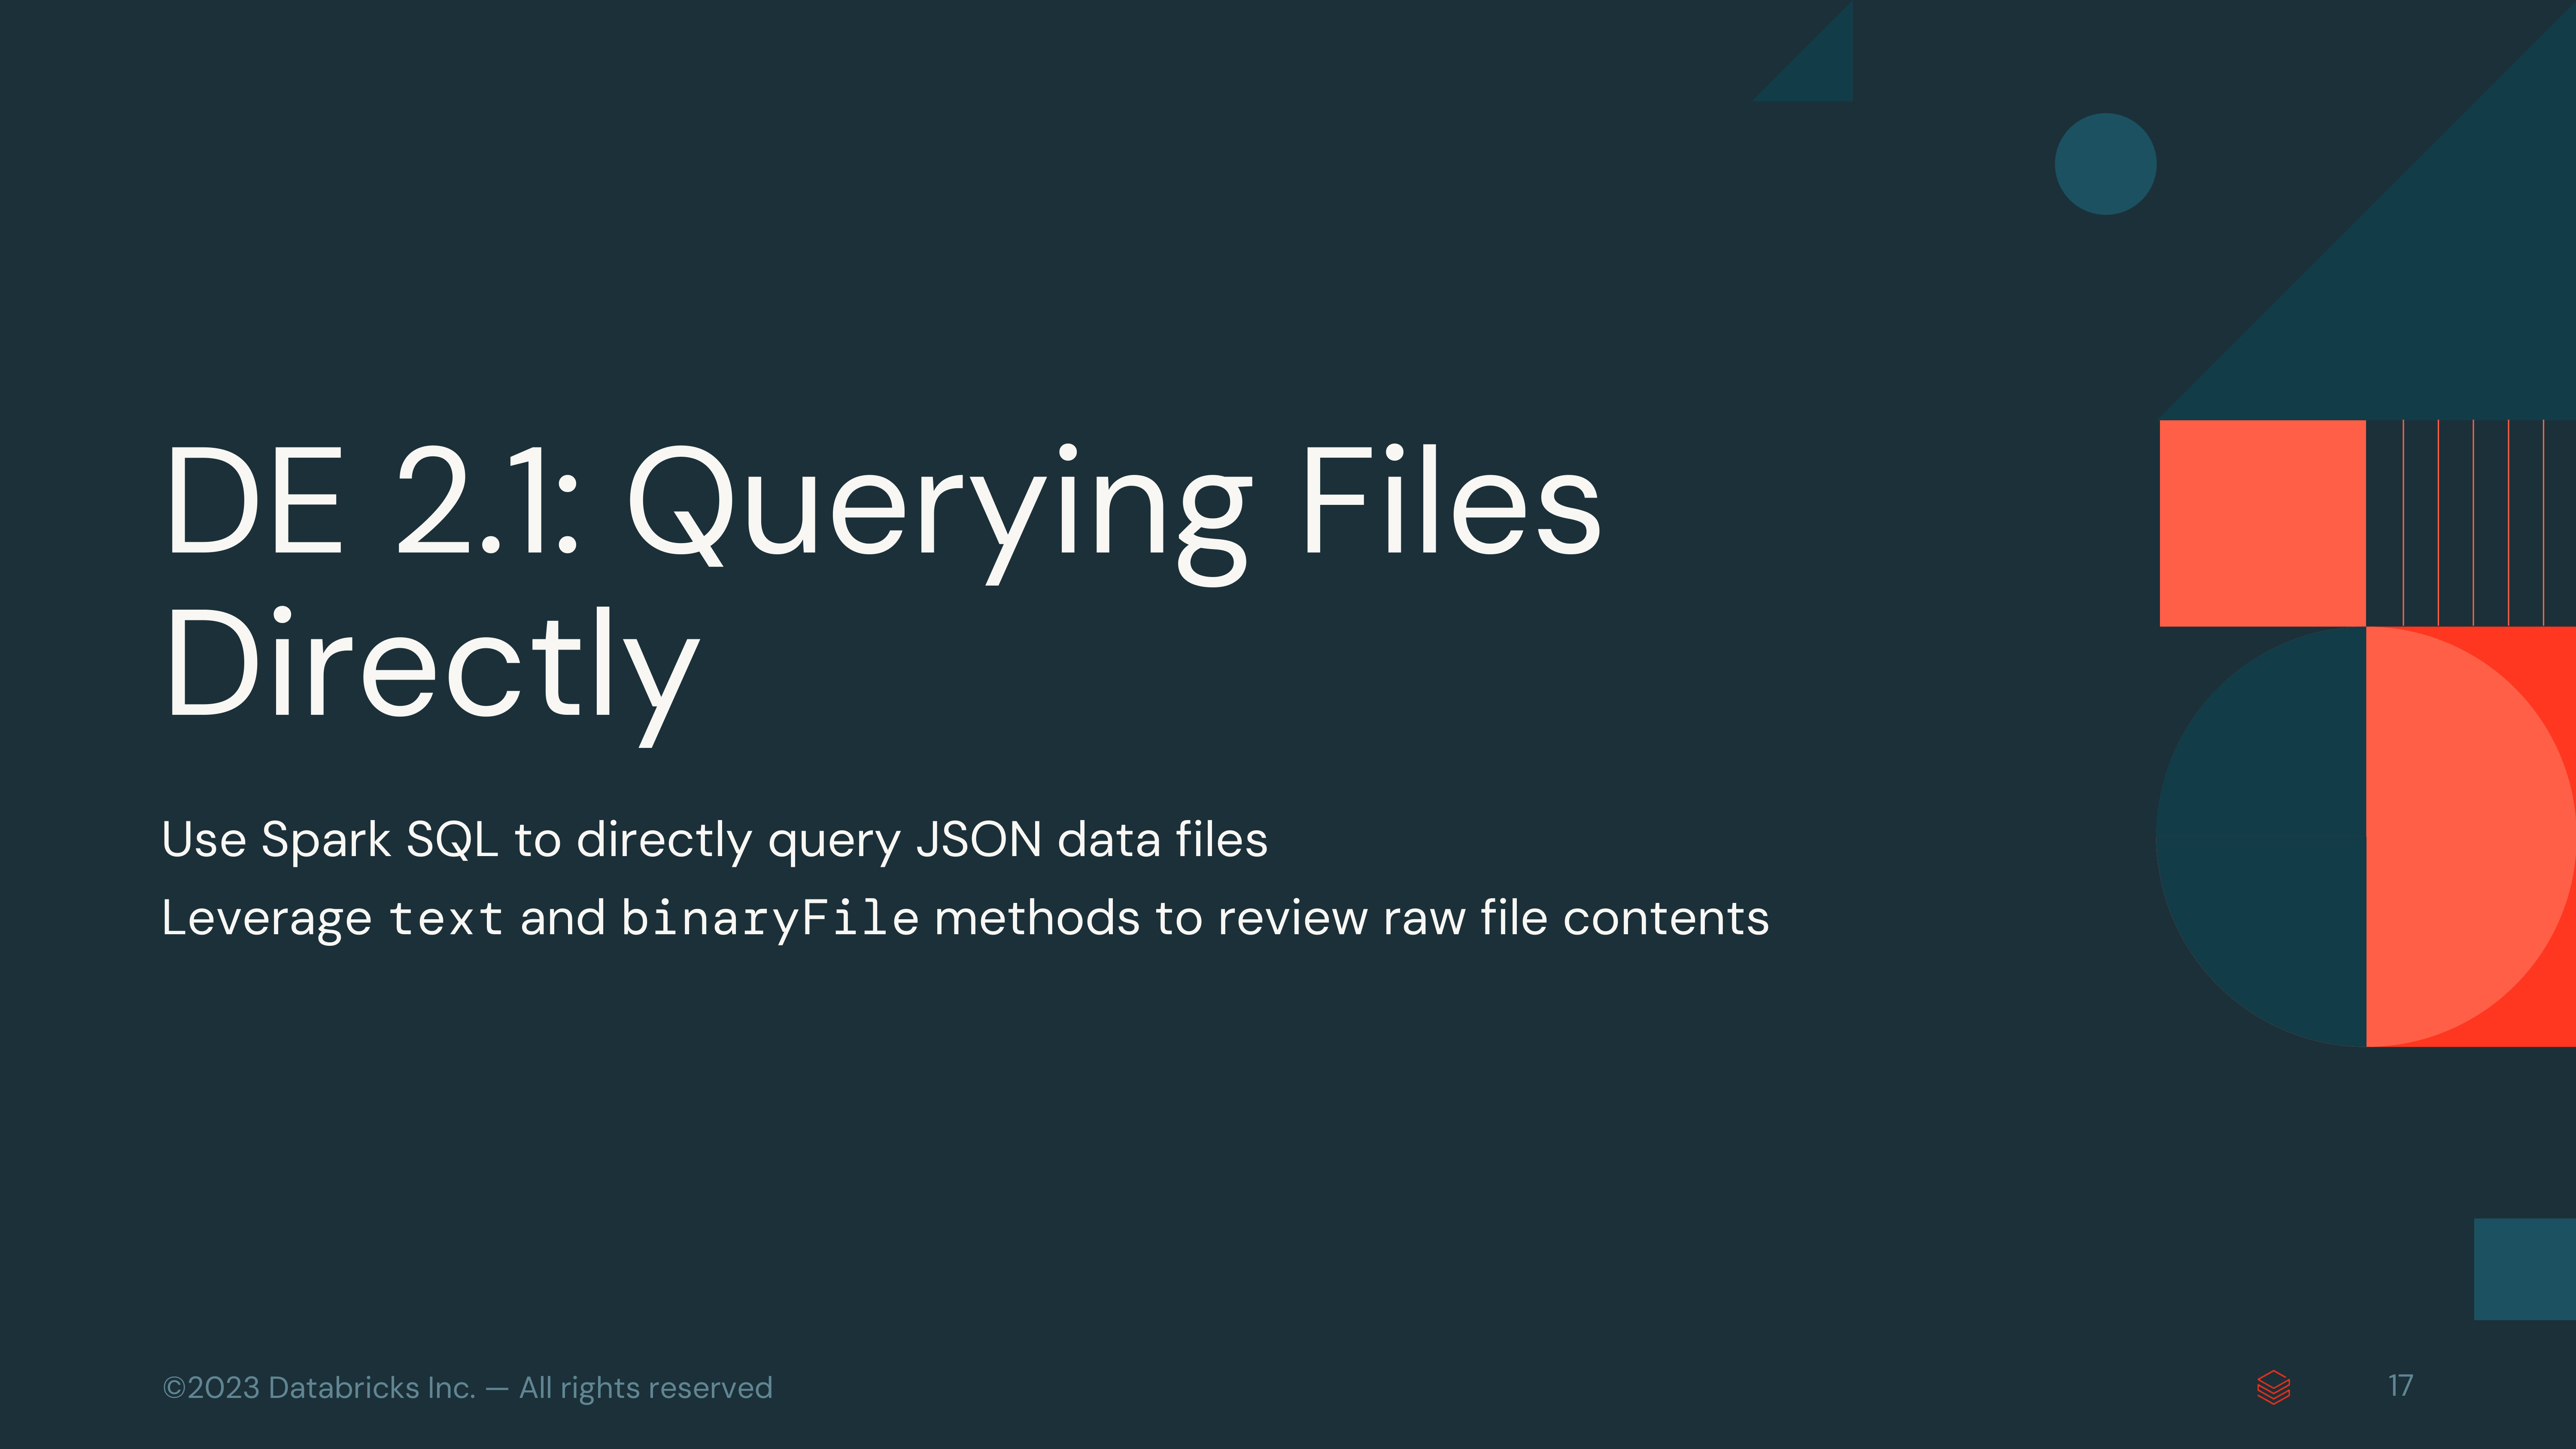 DE 2.1: Querying Files
Directly
Use Spark SQL to directly query JSON data files
Leverage text and binaryFile methods to review raw file contents
©2023 Databricks Inc. — All rights reserved
17